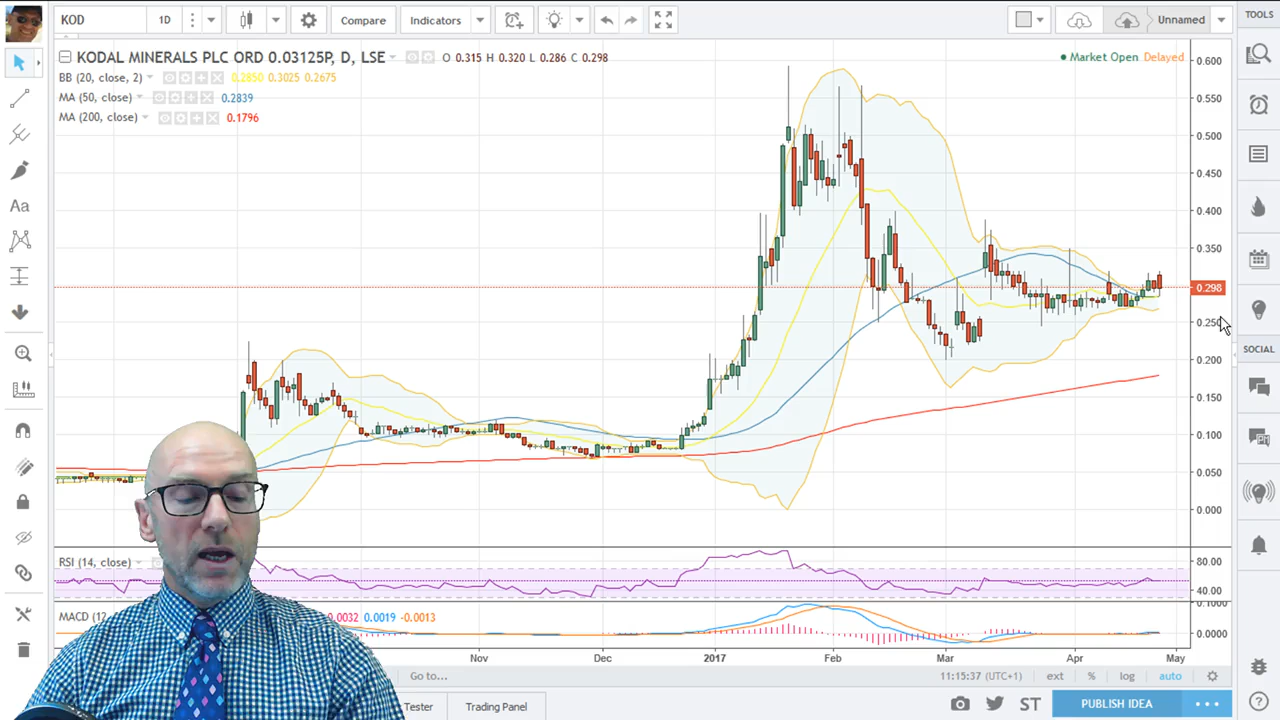 KOD 1D Compare Indicators Unnamed TOOLS
KODAL MINERALS PLC ORD 0.03125P, D, LSE O 0.315 H 0.320 L 0.286 C 0.298 Market Open Delayed
BB (20, close, 2) 0.2850 0.3025 0.2675
MA (50, close) 0.2839
MA (200, close) 0.1796
0.600
0.550
0.500
0.450
0.400
0.350
0.298
0.250
0.200
0.150
0.100
0.050
0.000
Aa
SOCIAL
RSI (14, close) 80.00
40.00
MACD (12, 0.0032 0.0019 -0.0013 0.1000
0.0000
Nov Dec 2017 Feb Mar Apr May
Go to... 11:15:37 (UTC+1) ext % log auto
Tester Trading Panel ST PUBLISH IDEA